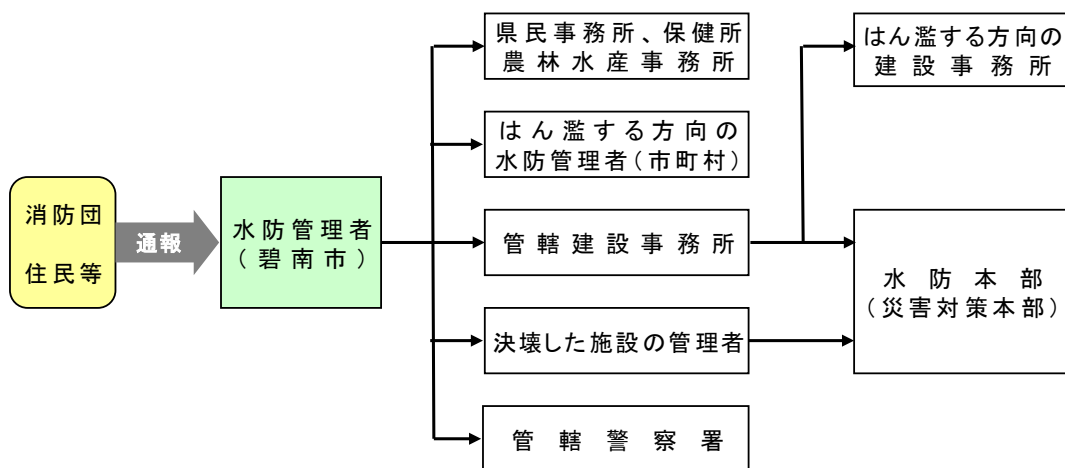 県民事務所、保健所
農林水産事務所
はん濫する方向の
建設事務所
はん濫する方向の
水防管理者(市町村)
消防団
住民等
通報
水防管理者
(碧南市)
管轄建設事務所
水防本部
(災害対策本部)
決壊した施設の管理者
管轄警察署